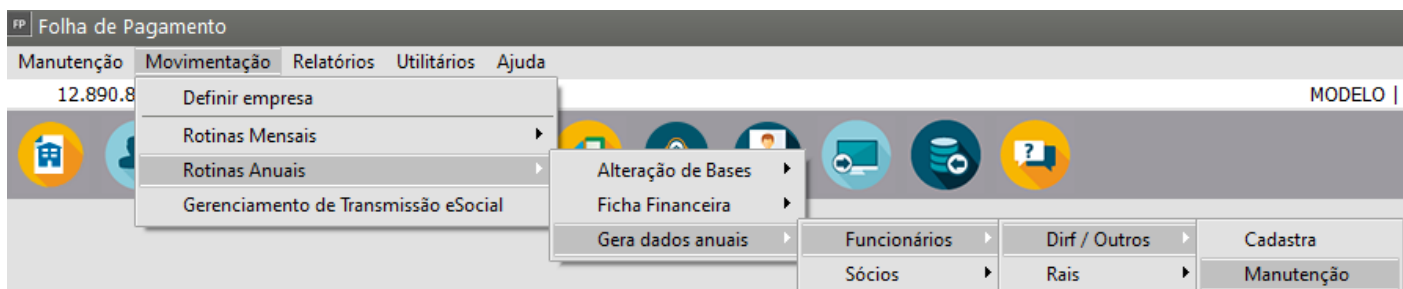 FP Folha de Pagamento
Manutenção Movimentação Relatórios Utilitários Ajuda
12.890.8 MODELO |
Definir empresa
Rotinas Mensais
Rotinas Anuais
Gerenciamento de Transmissão eSocial
Alteração de Bases
Ficha Financeira
Gera dados anuais
Funcionários
Sócios
Dirf / Outros
Rais
Cadastra
Manutenção
?